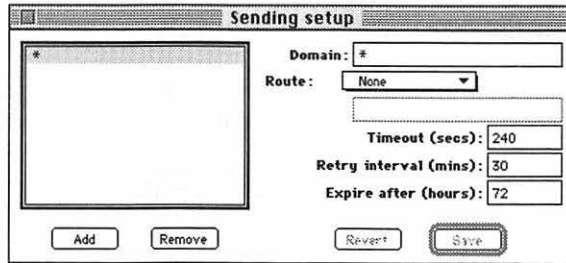 Sending setup
*
Domain: *
Route: None
Timeout (secs): 240
Retry interval (mins): 30
Expire after (hours): 72
Add Remove Revert Save